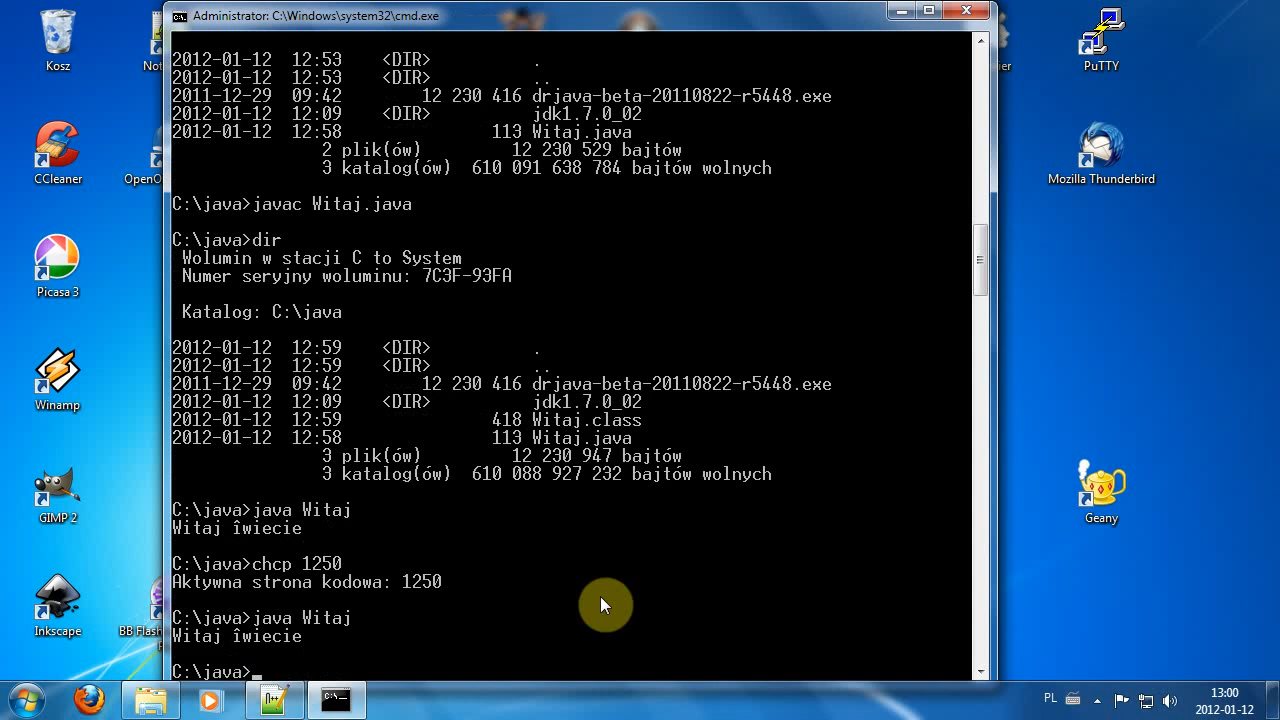 Administrator: C:\Windows\system32\cmd.exe
2012-01-12  12:53    <DIR>          .
2012-01-12  12:53    <DIR>          ..
2011-12-29  09:42        12 230 416 drjava-beta-20110822-r5448.exe
2012-01-12  12:09    <DIR>          jdk1.7.0_02
2012-01-12  12:58               113 Witaj.java
2 plik(ów)         12 230 529 bajtów
3 katalog(ów)  610 091 638 784 bajtów wolnych
C:\java>javac Witaj.java
C:\java>dir
Wolumin w stacji C to System
Numer seryjny woluminu: 7C3F-93FA
Katalog: C:\java
2012-01-12  12:59    <DIR>          .
2012-01-12  12:59    <DIR>          ..
2011-12-29  09:42        12 230 416 drjava-beta-20110822-r5448.exe
2012-01-12  12:09    <DIR>          jdk1.7.0_02
2012-01-12  12:59               418 Witaj.class
2012-01-12  12:58               113 Witaj.java
3 plik(ów)         12 230 947 bajtów
3 katalog(ów)  610 088 927 232 bajtów wolnych
C:\java>java Witaj
Witaj îwiecie
C:\java>chcp 1250
Aktywna strona kodowa: 1250
C:\java>java Witaj
Witaj îwiecie
C:\java>_
Kosz
Not
CCleaner
OpenO
Picasa 3
Winamp
GIMP 2
Inkscape
BB Flash
er
PuTTY
Mozilla Thunderbird
Geany
PL
13:00
2012-01-12